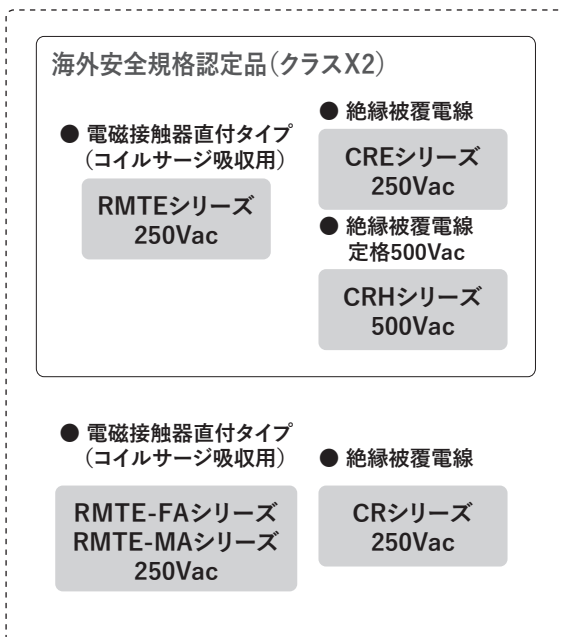 海外安全規格認定品（クラスX2）
● 電磁接触器直付タイプ
（コイルサージ吸収用）
RMTEシリーズ
250Vac
● 絶縁被覆電線
CREシリーズ
250Vac
● 絶縁被覆電線
定格500Vac
CRHシリーズ
500Vac
● 電磁接触器直付タイプ
（コイルサージ吸収用）
RMTE-FAシリーズ
RMTE-MAシリーズ
250Vac
● 絶縁被覆電線
CRシリーズ
250Vac